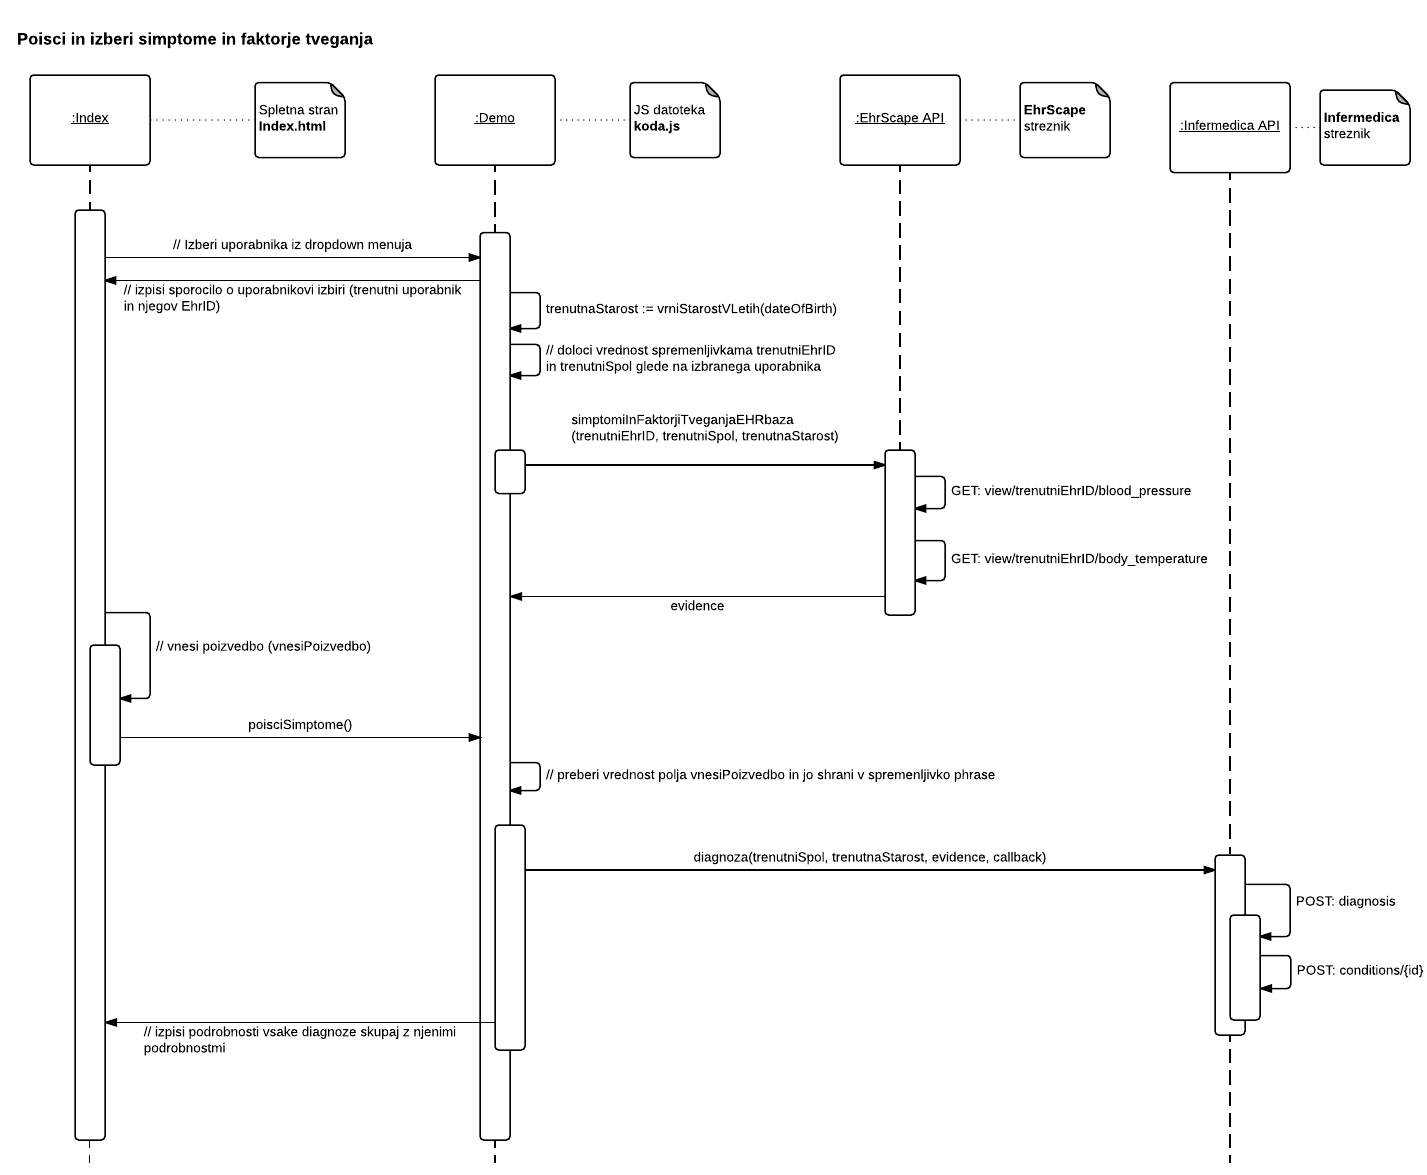 Poisci in izberi simptome in faktorje tveganja
:Index
Spletna stran
Index.html
:Demo
JS datoteka
koda.js
:EhrScape API
EhrScape
streznik
:Infermedica API
Infermedica
streznik
// Izberi uporabnika iz dropdown menuja
// izpisi sporocilo o uporabnikovi izbiri (trenutni uporabnik
in njegov EhrID)
trenutnaStarost := vrniStarostVLetih(dateOfBirth)
// doloci vrednost spremenljivkama trenutniEhrID
in trenutniSpol glede na izbranega uporabnika
simptomiInFaktorjiTveganjaEHRbaza
(trenutniEhrID, trenutniSpol, trenutnaStarost)
GET: view/trenutniEhrID/blood_pressure
GET: view/trenutniEhrID/body_temperature
evidence
// vnesi poizvedbo (vnesiPoizvedbo)
poisciSimptome()
// preberi vrednost polja vnesiPoizvedbo in jo shrani v spremenljivko phrase
diagnoza(trenutniSpol, trenutnaStarost, evidence, callback)
POST: diagnosis
POST: conditions/{id}
// izpisi podrobnosti vsake diagnoze skupaj z njenimi
podrobnostmi